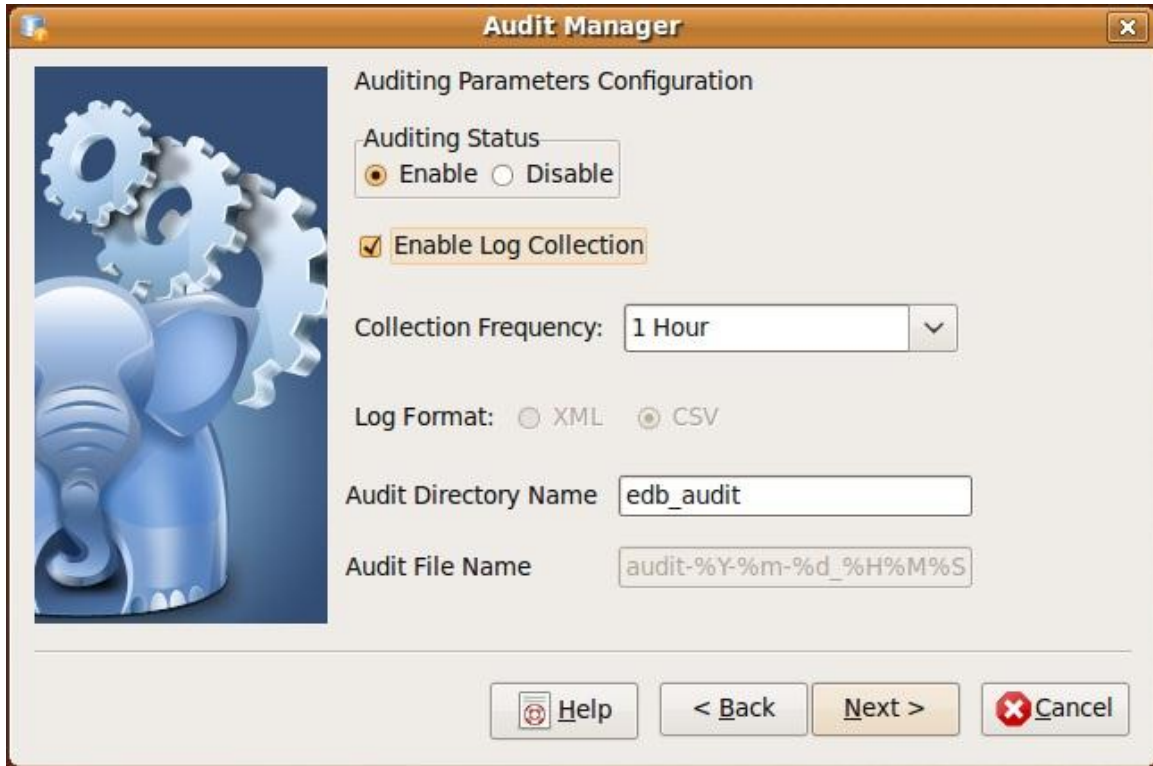 Audit Manager
Auditing Parameters Configuration
Auditing Status
Enable Disable
Enable Log Collection
Collection Frequency: 1 Hour
Log Format: XML CSV
Audit Directory Name edb_audit
Audit File Name audit-%Y-%m-%d_%H%M%S
Help < Back Next > Cancel